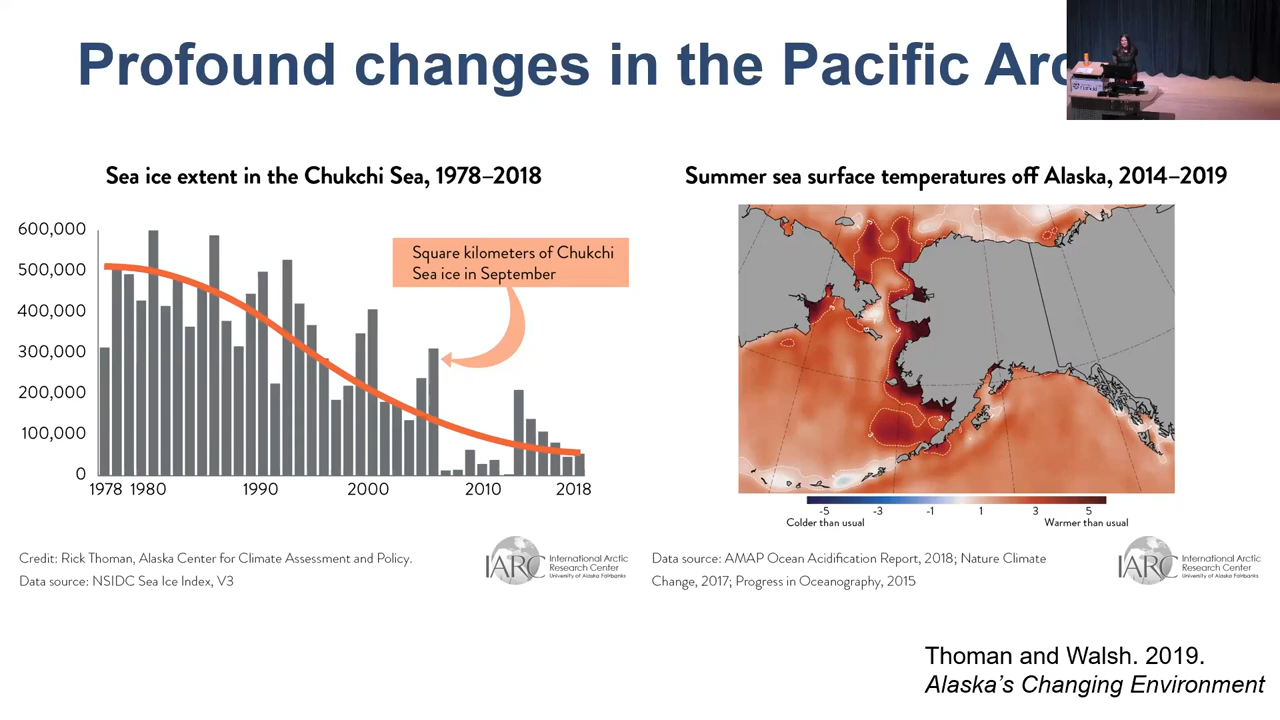 Profound changes in the Pacific
Sea ice extent in the Chukchi Sea, 1978–2018
600,000
500,000
400,000
300,000
200,000
100,000
0
1978 1980 1990 2000 2010 2018
Square kilometers of Chukchi
Sea ice in September
Credit: Rick Thoman, Alaska Center for Climate Assessment and Policy.
Data source: NSIDC Sea Ice Index, V3
IARC
International Arctic
Research Center
University of Alaska Fairbanks
Summer sea surface temperatures off Alaska, 2014–2019
-5 -3 -1 1 3 5
Colder than usual Warmer than usual
Data source: AMAP Ocean Acidification Report, 2018; Nature Climate
Change, 2017; Progress in Oceanography, 2015
IARC
International Arctic
Research Center
University of Alaska Fairbanks
Thoman and Walsh. 2019.
Alaska's Changing Environment